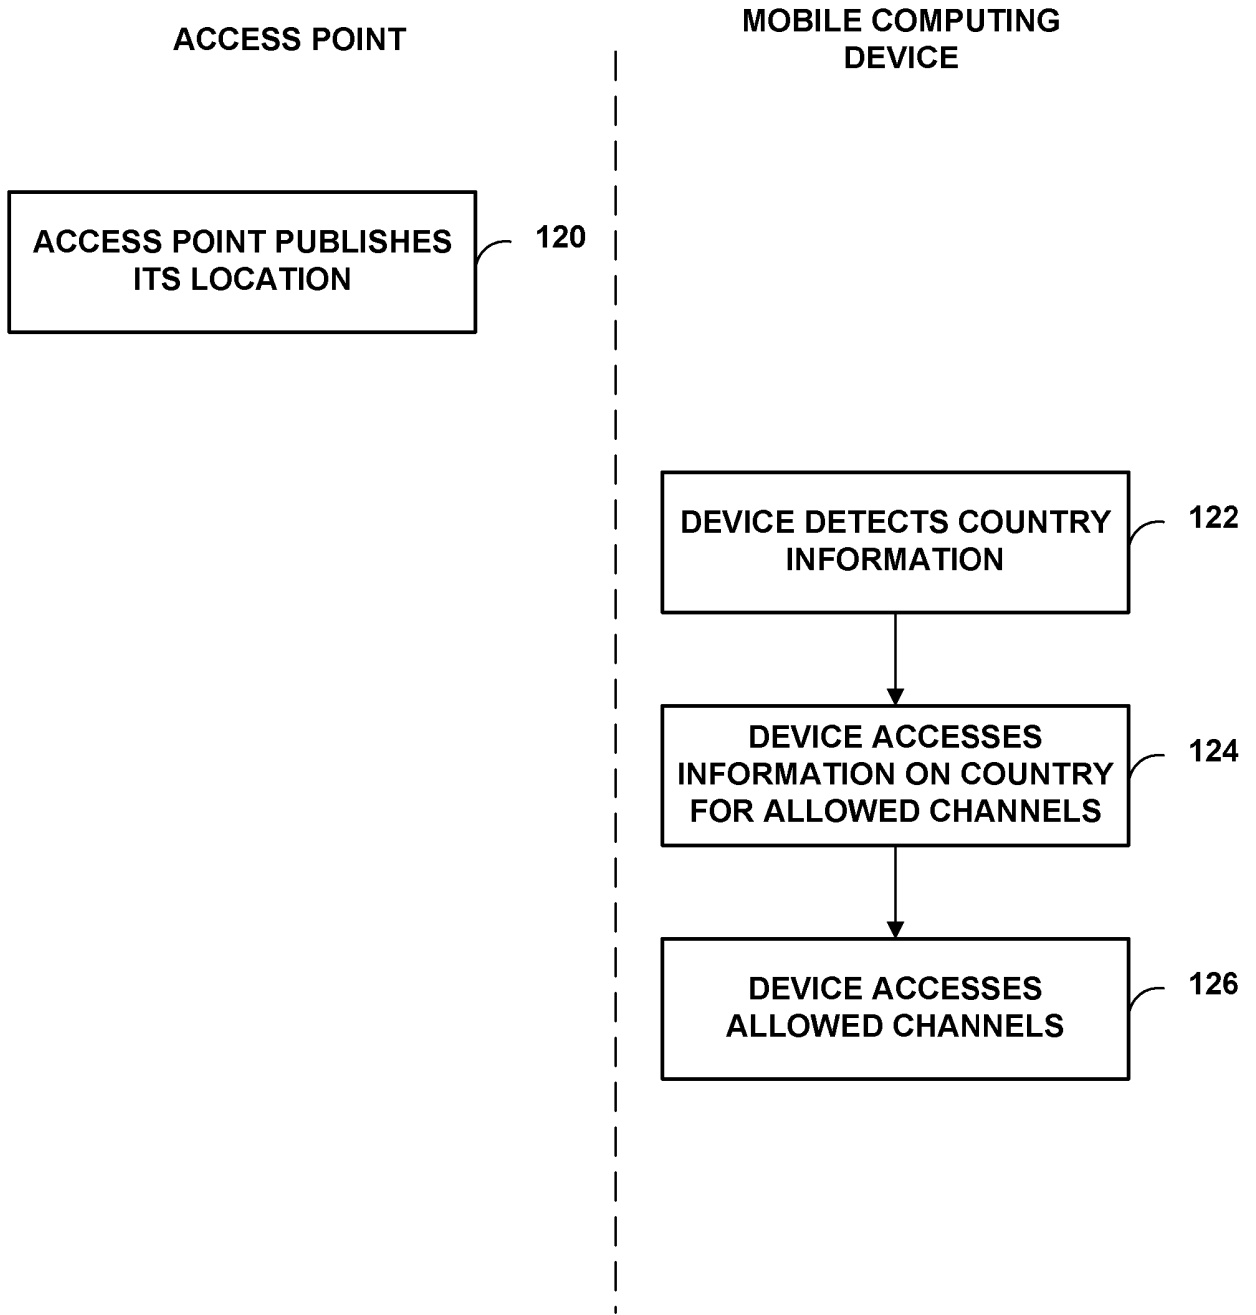 ACCESS POINT
MOBILE COMPUTING
DEVICE
ACCESS POINT PUBLISHES
ITS LOCATION
120
DEVICE DETECTS COUNTRY
INFORMATION
122
DEVICE ACCESSES
INFORMATION ON COUNTRY
FOR ALLOWED CHANNELS
124
DEVICE ACCESSES
ALLOWED CHANNELS
126